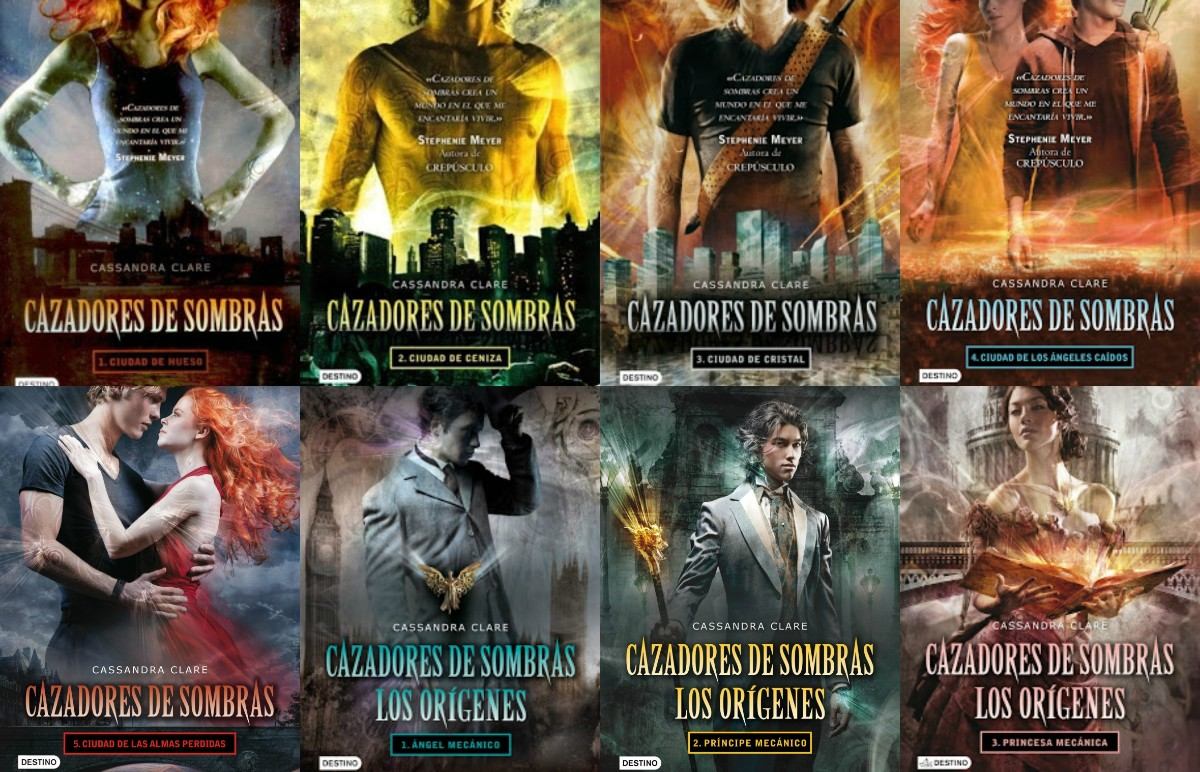 «CAZADORES DE
SOMBRAS CREA UN
MUNDO EN EL QUE ME
ENCANTARÍA VIVIR.»
STEPHENIE MEYER
CASSANDRA CLARE
CAZADORES DE SOMBRAS
1. CIUDAD DE HUESO
DESTINO
«CAZADORES DE
SOMBRAS CREA UN
MUNDO EN EL QUE ME
ENCANTARÍA VIVIR.»
STEPHENIE MEYER
Autora de
CREPÚSCULO
CASSANDRA CLARE
CAZADORES DE SOMBRAS
2. CIUDAD DE CENIZA
DESTINO
«CAZADORES DE
SOMBRAS CREA UN
MUNDO EN EL QUE ME
ENCANTARÍA VIVIR.»
STEPHENIE MEYER
Autora de
CREPÚSCULO
CASSANDRA CLARE
CAZADORES DE SOMBRAS
3. CIUDAD DE CRISTAL
DESTINO
«CAZADORES DE
SOMBRAS CREA UN
MUNDO EN EL QUE ME
ENCANTARÍA VIVIR.»
STEPHENIE MEYER
Autora de
CREPÚSCULO
CASSANDRA CLARE
CAZADORES DE SOMBRAS
4. CIUDAD DE LOS ÁNGELES CAÍDOS
DESTINO
CASSANDRA CLARE
CAZADORES DE SOMBRAS
5. CIUDAD DE LAS ALMAS PERDIDAS
DESTINO
CASSANDRA CLARE
CAZADORES DE SOMBRAS
LOS ORÍGENES
1. ÁNGEL MECÁNICO
DESTINO
CASSANDRA CLARE
CAZADORES DE SOMBRAS
LOS ORÍGENES
2. PRÍNCIPE MECÁNICO
DESTINO
CASSANDRA CLARE
CAZADORES DE SOMBRAS
LOS ORÍGENES
3. PRINCESA MECÁNICA
DESTINO